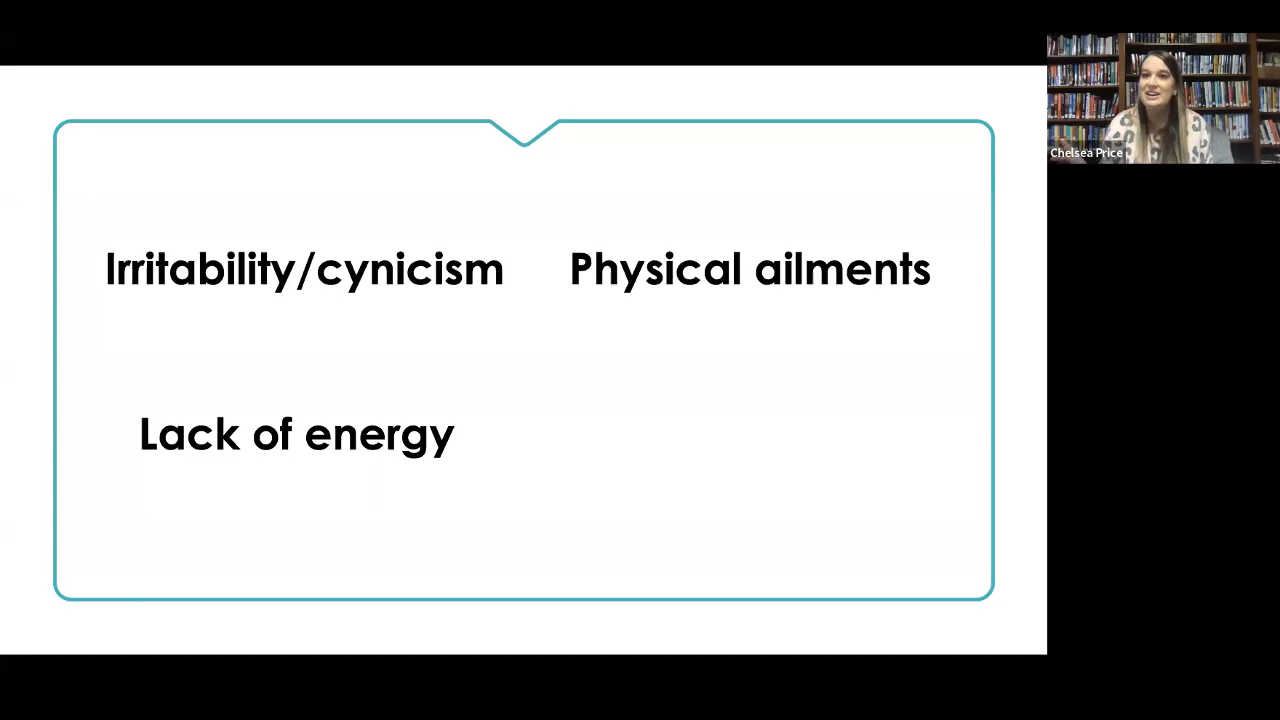 Chelsea Price
Irritability/cynicism
Physical ailments
Lack of energy